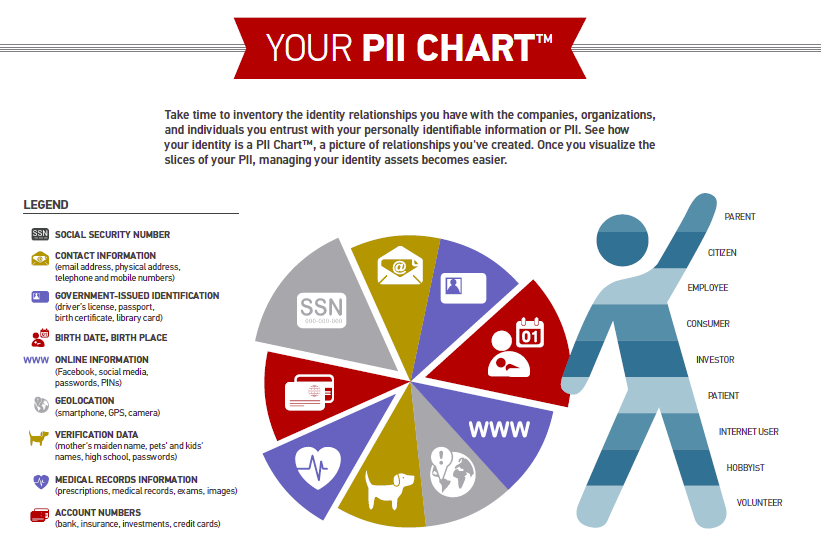 YOUR PII CHART™
Take time to inventory the identity relationships you have with the companies, organizations,
and individuals you entrust with your personally identifiable information or PII. See how
your identity is a PII Chart™, a picture of relationships you've created. Once you visualize the
slices of your PII, managing your identity assets becomes easier.
LEGEND
SSN
SOCIAL SECURITY NUMBER
CONTACT INFORMATION
(email address, physical address,
telephone and mobile numbers)
GOVERNMENT-ISSUED IDENTIFICATION
(driver's license, passport,
birth certificate, library card)
BIRTH DATE, BIRTH PLACE
www ONLINE INFORMATION
(Facebook, social media,
passwords, PINs)
GEOLOCATION
(smartphone, GPS, camera)
VERIFICATION DATA
(mother's maiden name, pets' and kids'
names, high school, passwords)
MEDICAL RECORDS INFORMATION
(prescriptions, medical records, exams, images)
ACCOUNT NUMBERS
(bank, insurance, investments, credit cards)
SSN
000-000-000
@
01
www
PARENT
CITIZEN
EMPLOYEE
CONSUMER
INVESTOR
PATIENT
INTERNET USER
HOBBYIST
VOLUNTEER